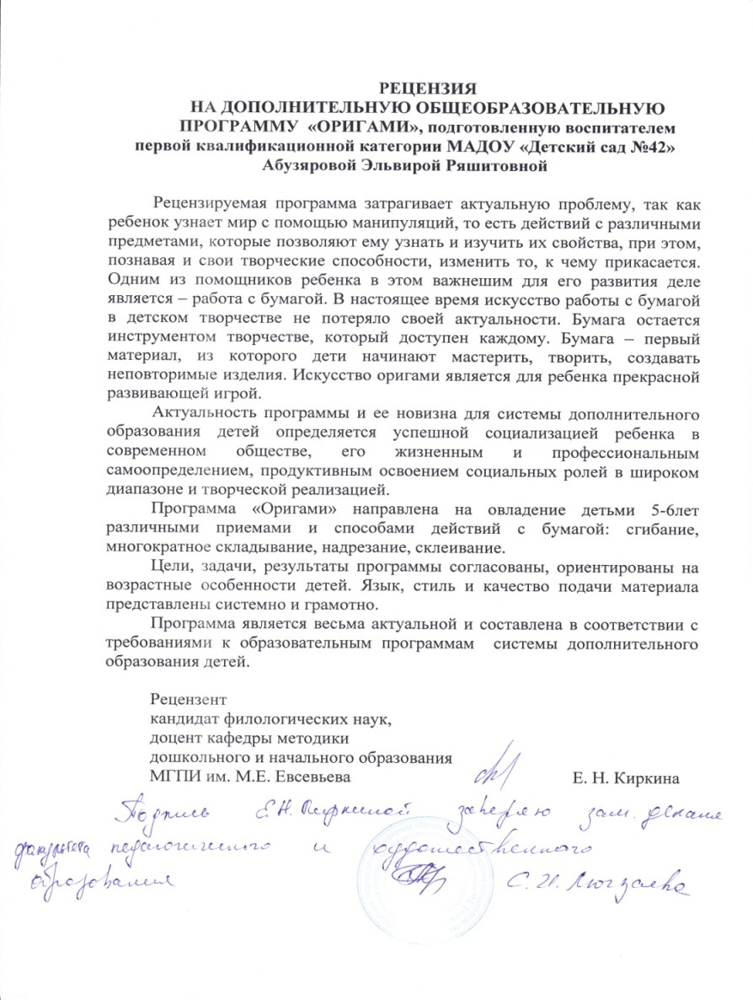 РЕЦЕНЗИЯ
НА ДОПОЛНИТЕЛЬНУЮ ОБЩЕОБРАЗОВАТЕЛЬНУЮ
ПРОГРАММУ «ОРИГАМИ», подготовленную воспитателем
первой квалификационной категории МАДОУ «Детский сад №42»
Абузяровой Эльвирой Ряшитовной
Рецензируемая программа затрагивает актуальную проблему, так как
ребенок узнает мир с помощью манипуляций, то есть действий с различными
предметами, которые позволяют ему узнать и изучить их свойства, при этом,
познавая и свои творческие способности, изменить то, к чему прикасается.
Одним из помощников ребенка в этом важнешим для его развития деле
является – работа с бумагой. В настоящее время искусство работы с бумагой
в детском творчестве не потеряло своей актуальности. Бумага остается
инструментом творчестве, который доступен каждому. Бумага – первый
материал, из которого дети начинают мастерить, творить, создавать
неповторимые изделия. Искусство оригами является для ребенка прекрасной
развивающей игрой.
Актуальность программы и ее новизна для системы дополнительного
образования детей определяется успешной социализацией ребенка в
современном обществе, его жизненным и профессиональным
самоопределением, продуктивным освоением социальных ролей в широком
диапазоне и творческой реализацией.
Программа «Оригами» направлена на овладение детьми 5-6лет
различными приемами и способами действий с бумагой: сгибание,
многократное складывание, надрезание, склеивание.
Цели, задачи, результаты программы согласованы, ориентированы на
возрастные особенности детей. Язык, стиль и качество подачи материала
представлены системно и грамотно.
Программа является весьма актуальной и составлена в соответствии с
требованиями к образовательным программам системы дополнительного
образования детей.
Рецензент
кандидат филологических наук,
доцент кафедры методики
дошкольного и начального образования
МГПИ им. М.Е. Евсевьева Е. Н. Киркина
Подпись Е.Н. Киркиной заверяю зам. декана
факультета педагогического и художественного
образования С. И.